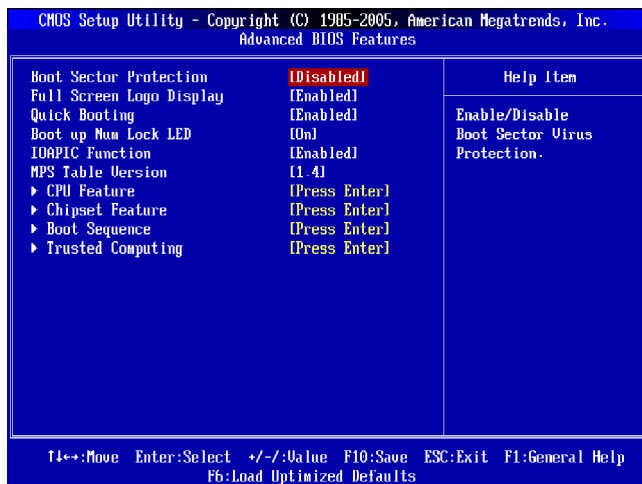 CMOS Setup Utility - Copyright (C) 1985-2005, American Megatrends, Inc.
Advanced BIOS Features
Boot Sector Protection [Disabled]
Full Screen Logo Display [Enabled]
Quick Booting [Enabled]
Boot up Num Lock LED [On]
IOAPIC Function [Enabled]
MPS Table Version [1.4]
▶ CPU Feature [Press Enter]
▶ Chipset Feature [Press Enter]
▶ Boot Sequence [Press Enter]
▶ Trusted Computing [Press Enter]
Help Item
Enable/Disable
Boot Sector Virus
Protection.
↑↓←→:Move Enter:Select +/-/:Value F10:Save ESC:Exit F1:General Help
F6:Load Optimized Defaults